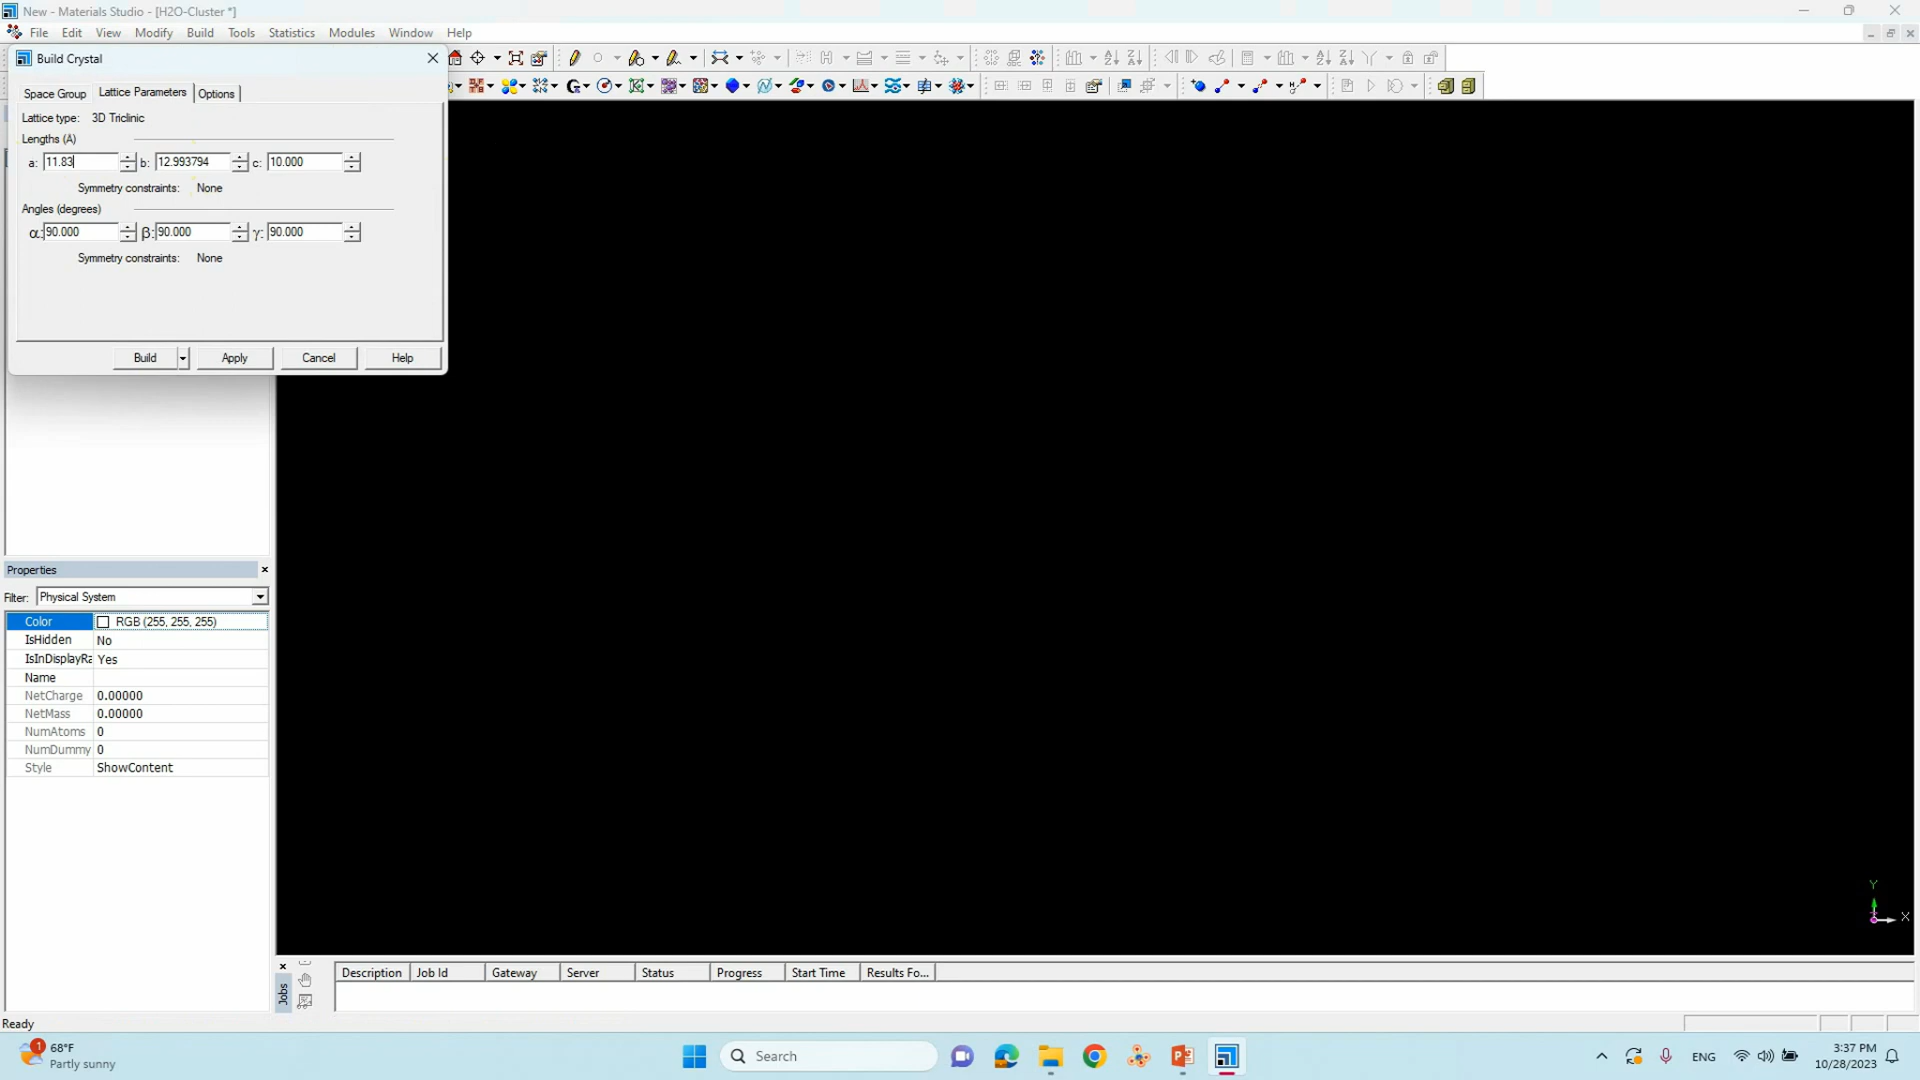 New - Materials Studio - [H2O-Cluster *]
File Edit View Modify Build Tools Statistics Modules Window Help
Build Crystal
Space Group Lattice Parameters Options
Lattice type: 3D Triclinic
Lengths (Å)
a: 11.83 b: 12.993794 c: 10.000
Symmetry constraints: None
Angles (degrees)
α: 90.000 β: 90.000 γ: 90.000
Symmetry constraints: None
Build Apply Cancel Help
Properties
Filter: Physical System
Color RGB (255, 255, 255)
IsHidden No
IsInDisplayRa Yes
Name
NetCharge 0.00000
NetMass 0.00000
NumAtoms 0
NumDummy 0
Style ShowContent
Y
X
Description Job Id Gateway Server Status Progress Start Time Results Fo...
Jobs
Ready
1
68°F
Partly sunny
Search
ENG
3:37 PM
10/28/2023